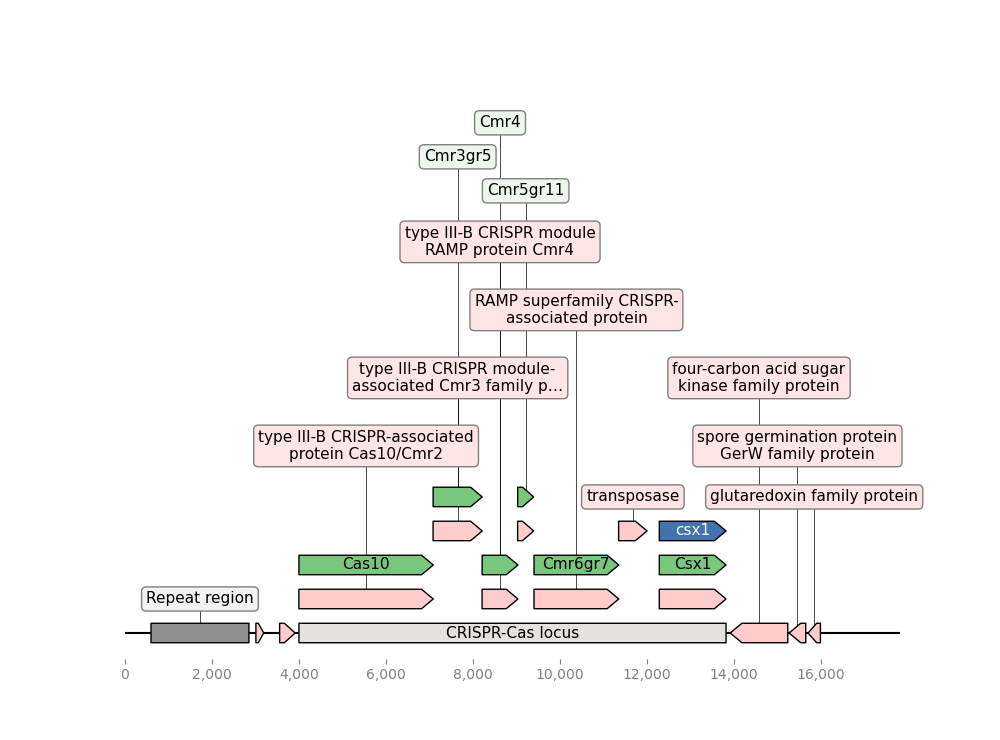 Cmr4
Cmr3gr5
Cmr5gr11
type III-B CRISPR module
RAMP protein Cmr4
RAMP superfamily CRISPR-
associated protein
type III-B CRISPR module-
associated Cmr3 family p...
four-carbon acid sugar
kinase family protein
type III-B CRISPR-associated
protein Cas10/Cmr2
spore germination protein
GerW family protein
transposase
glutaredoxin family protein
csx1
Cas10
Cmr6gr7
Csx1
Repeat region
CRISPR-Cas locus
0
2,000
4,000
6,000
8,000
10,000
12,000
14,000
16,000